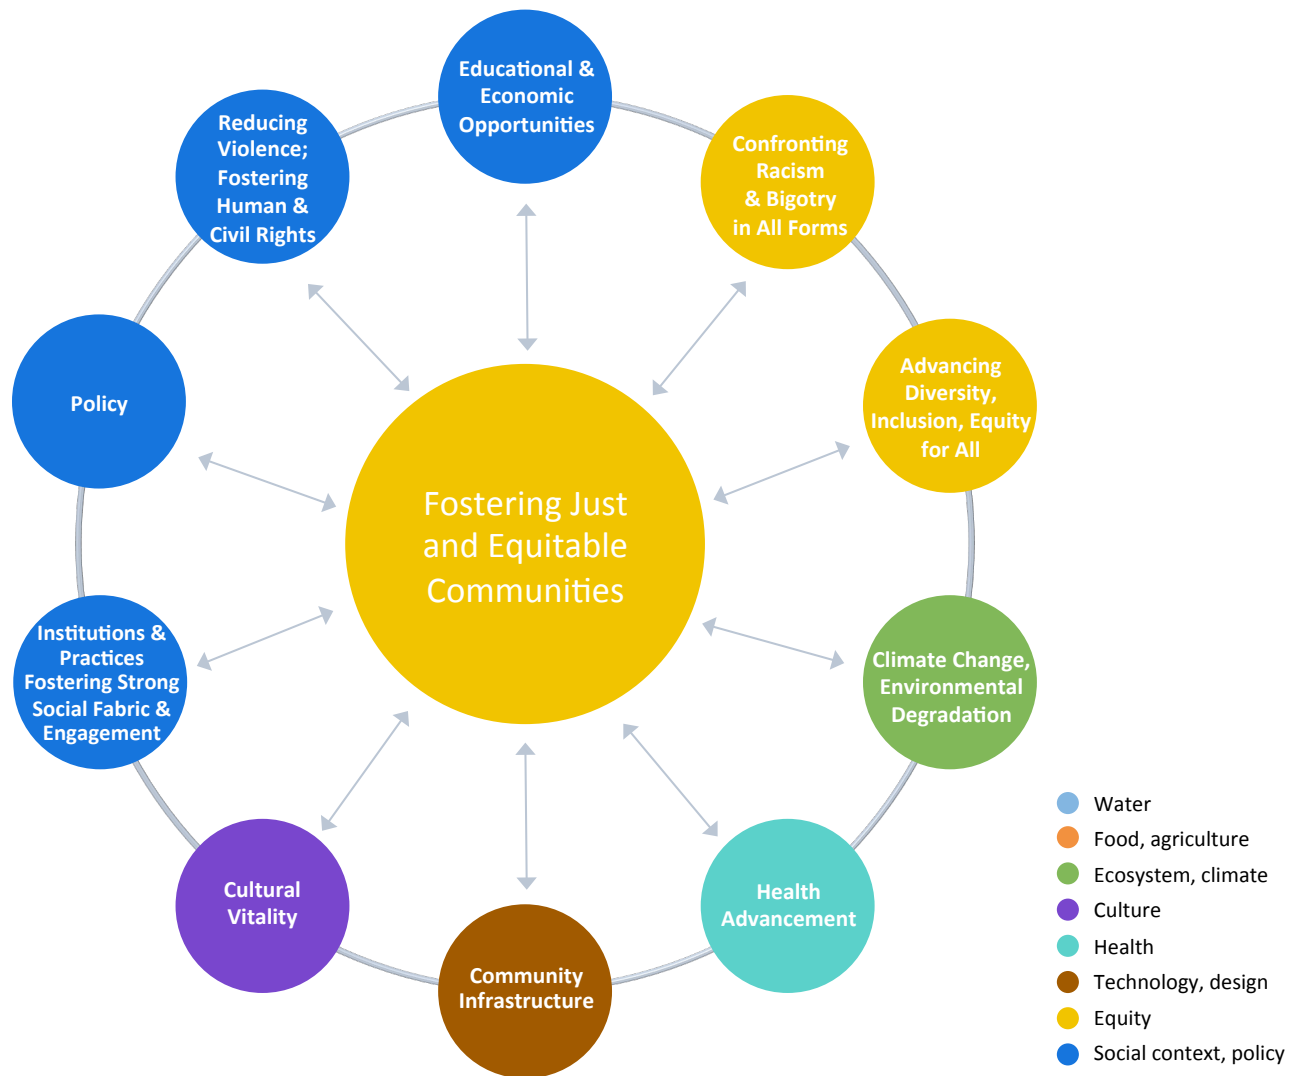 Educational &
Economic
Opportunities
Confronting
Racism
& Bigotry
in All Forms
Advancing
Diversity,
Inclusion, Equity
for All
Climate Change,
Environmental
Degradation
Health
Advancement
Community
Infrastructure
Cultural
Vitality
Institutions &
Practices
Fostering Strong
Social Fabric &
Engagement
Policy
Reducing
Violence;
Fostering
Human &
Civil Rights
Fostering Just
and Equitable
Communities
Water
Food, agriculture
Ecosystem, climate
Culture
Health
Technology, design
Equity
Social context, policy